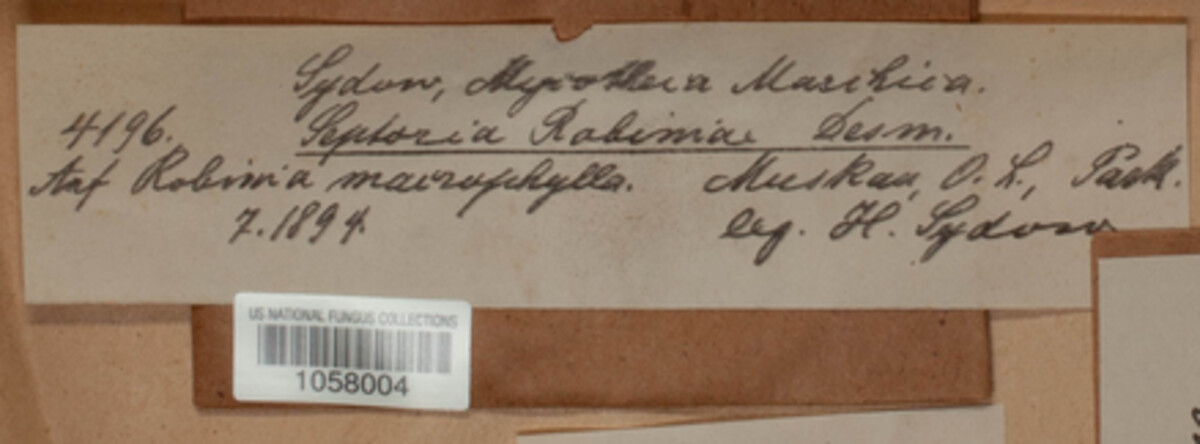 Sydow, Mycotheca Marchica.
4196. Septoria Robiniae Desm.
Auf Robinia macrophylla. Muskau, O. L., Park.
7.1894. leg. H. Sydow
US NATIONAL FUNGUS COLLECTIONS
1058004